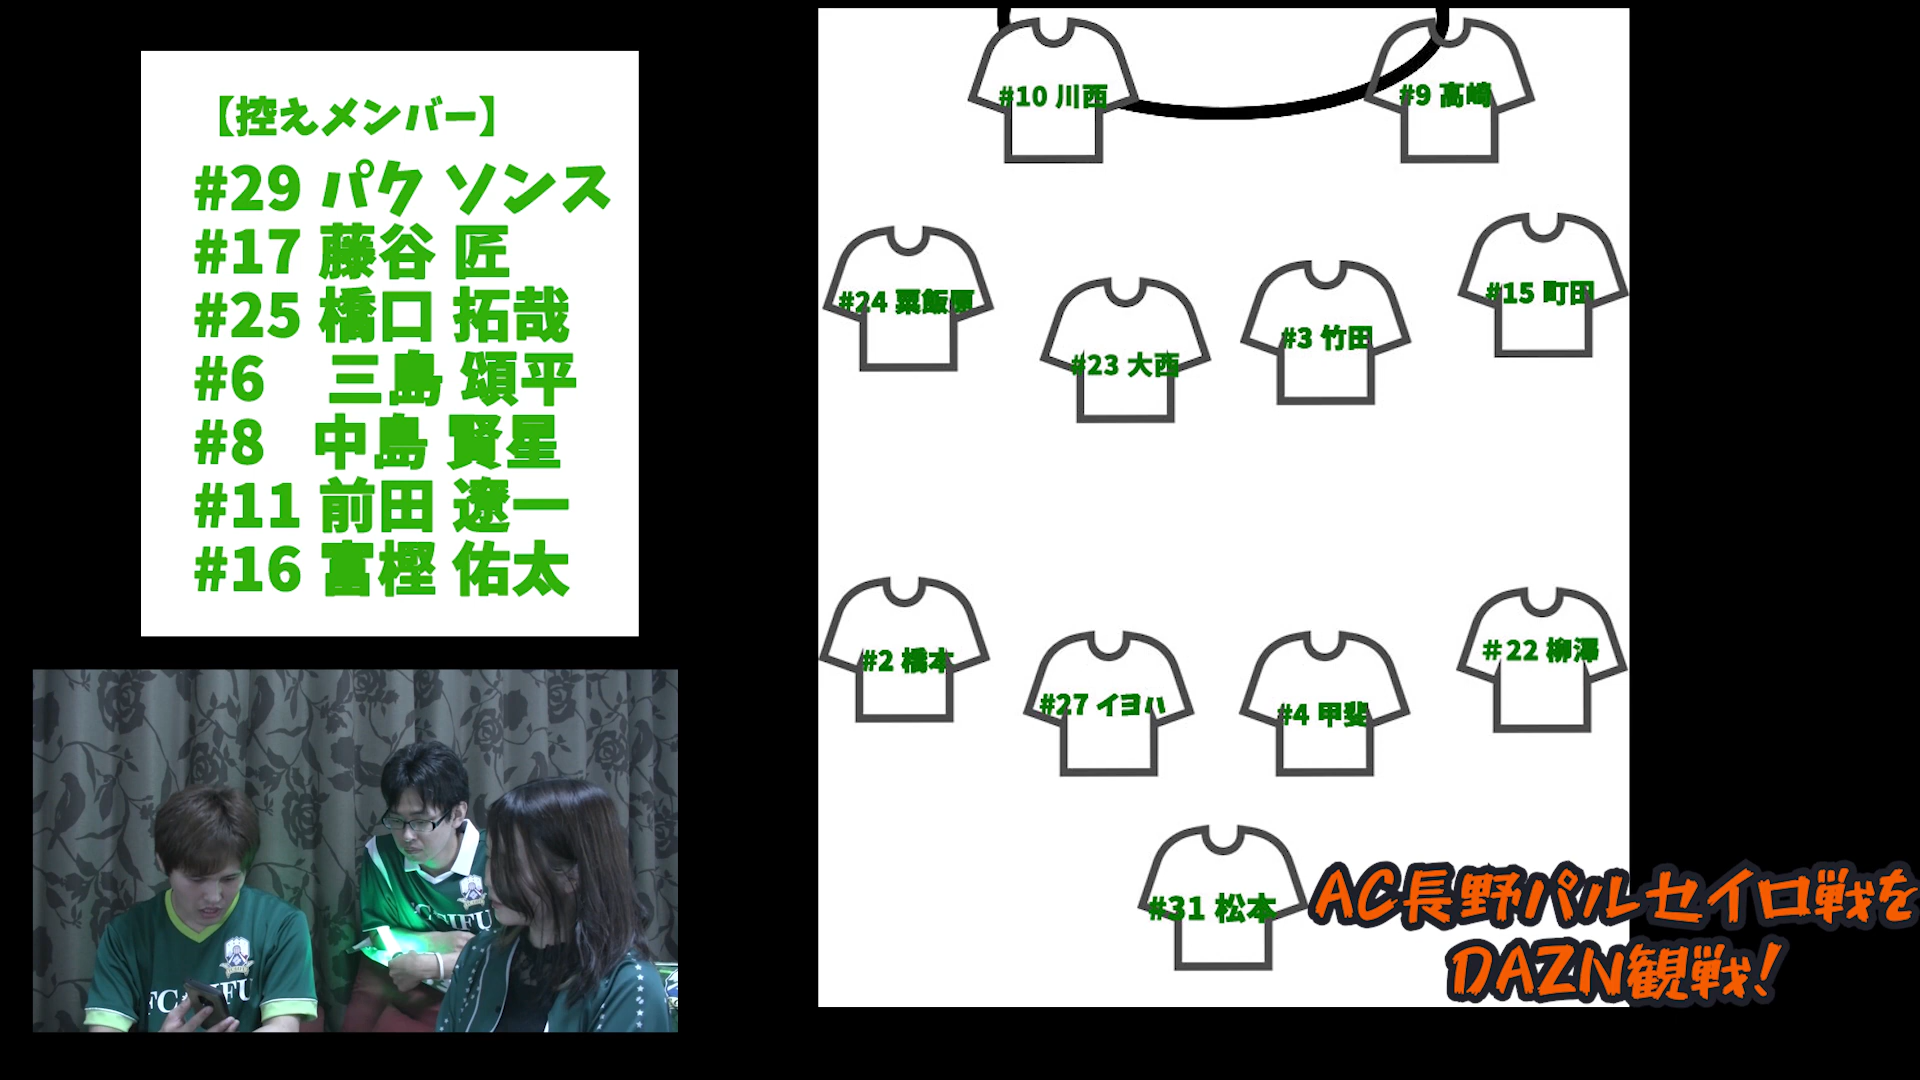 【控えメンバー】
#29 パク ソンス
#17 藤谷 匠
#25 橋口 拓哉
#6 三島 頌平
#8 中島 賢星
#11 前田 遼一
#16 富樫 佑太
#10 川西
#9 高崎
#24 粟飯原
#23 大西
#3 竹田
#15 町田
#2 橋本
#27 イヨハ
#4 甲斐
#22 柳澤
#31 松本
AC長野パルセイロ戦を
DAZN観戦!